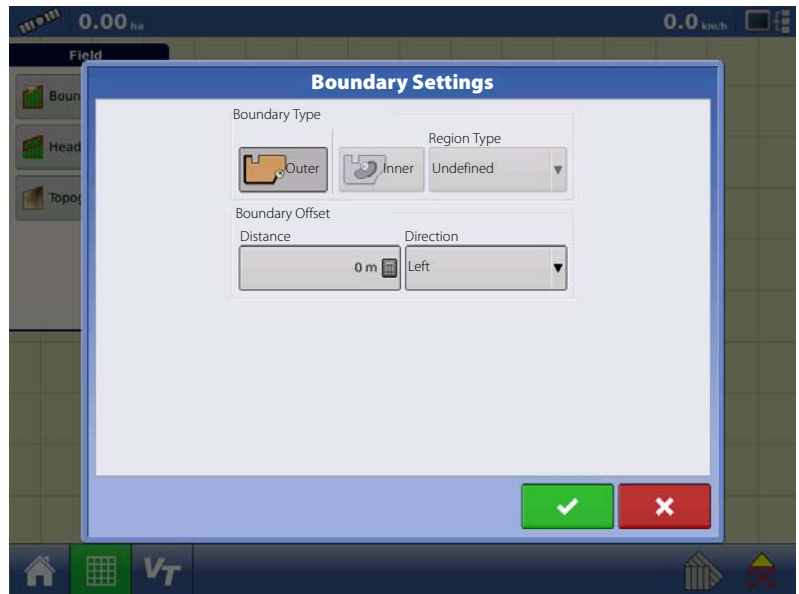 0.00 ha
0.0 km/h
Field
Boun
Head
Topog
Boundary Settings
Boundary Type
Region Type
Outer
Inner
Undefined
Boundary Offset
Distance
Direction
0 m
Left
VT